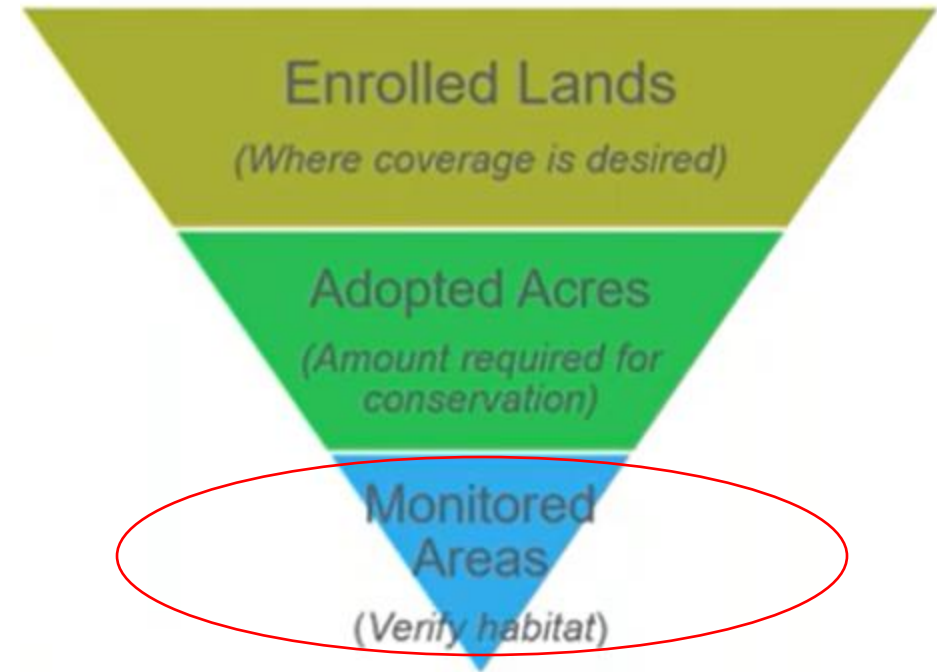 Enrolled Lands
(Where coverage is desired)
Adopted Acres
(Amount required for
conservation)
Monitored
Areas
(Verify habitat)